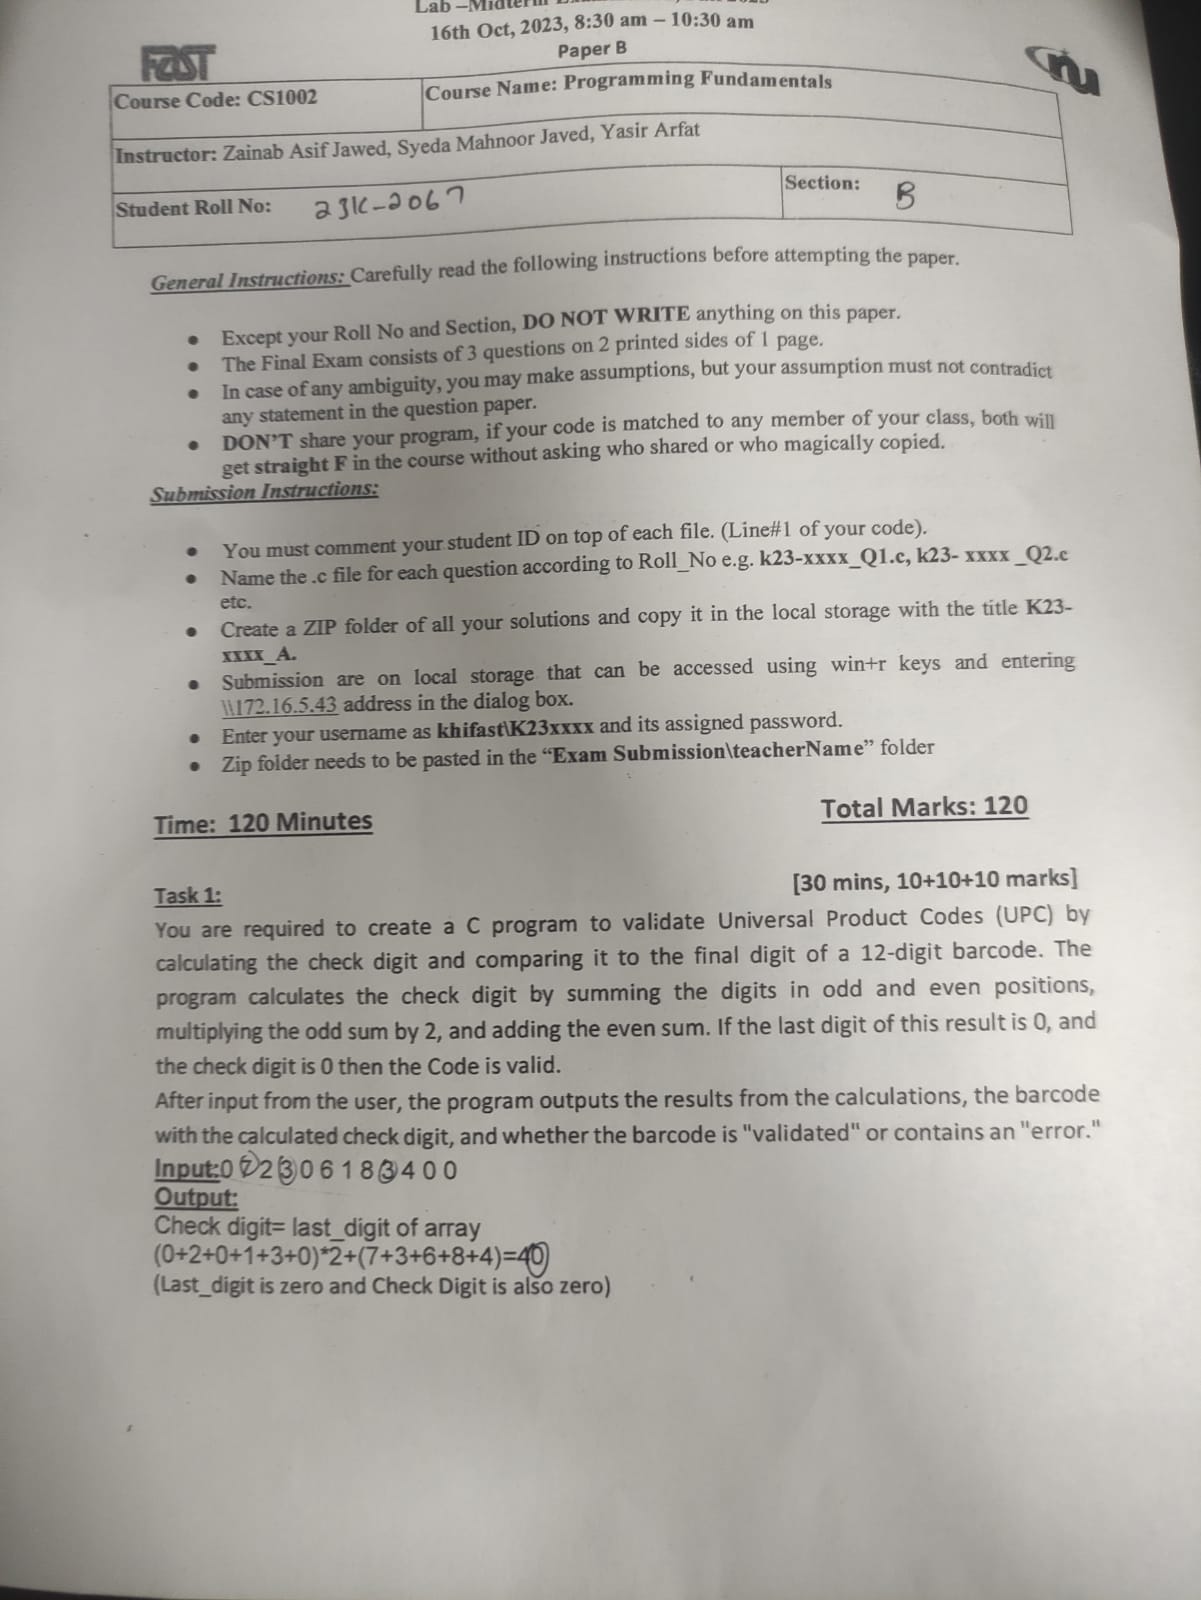 Lab –Midterm
16th Oct, 2023, 8:30 am – 10:30 am
Paper B
FAST
nu
Course Code: CS1002
Course Name: Programming Fundamentals
Instructor: Zainab Asif Jawed, Syeda Mahnoor Javed, Yasir Arfat
Student Roll No: 23K-2067
Section: B
General Instructions: Carefully read the following instructions before attempting the paper.
• Except your Roll No and Section, DO NOT WRITE anything on this paper.
• The Final Exam consists of 3 questions on 2 printed sides of 1 page.
• In case of any ambiguity, you may make assumptions, but your assumption must not contradict
any statement in the question paper.
• DON'T share your program, if your code is matched to any member of your class, both will
get straight F in the course without asking who shared or who magically copied.
Submission Instructions:
• You must comment your student ID on top of each file. (Line#1 of your code).
• Name the .c file for each question according to Roll_No e.g. k23-xxxx_Q1.c, k23- xxxx _Q2.c
etc.
• Create a ZIP folder of all your solutions and copy it in the local storage with the title K23-
xxxx_A.
• Submission are on local storage that can be accessed using win+r keys and entering
\\172.16.5.43 address in the dialog box.
• Enter your username as khifast\K23xxxx and its assigned password.
• Zip folder needs to be pasted in the “Exam Submission\teacherName” folder
Time: 120 Minutes
Total Marks: 120
Task 1:
[30 mins, 10+10+10 marks]
You are required to create a C program to validate Universal Product Codes (UPC) by
calculating the check digit and comparing it to the final digit of a 12-digit barcode. The
program calculates the check digit by summing the digits in odd and even positions,
multiplying the odd sum by 2, and adding the even sum. If the last digit of this result is 0, and
the check digit is 0 then the Code is valid.
After input from the user, the program outputs the results from the calculations, the barcode
with the calculated check digit, and whether the barcode is "validated" or contains an "error."
Input:0 7 2 3 0 6 1 8 3 4 0 0
Output:
Check digit= last_digit of array
(0+2+0+1+3+0)*2+(7+3+6+8+4)=40
(Last_digit is zero and Check Digit is also zero)